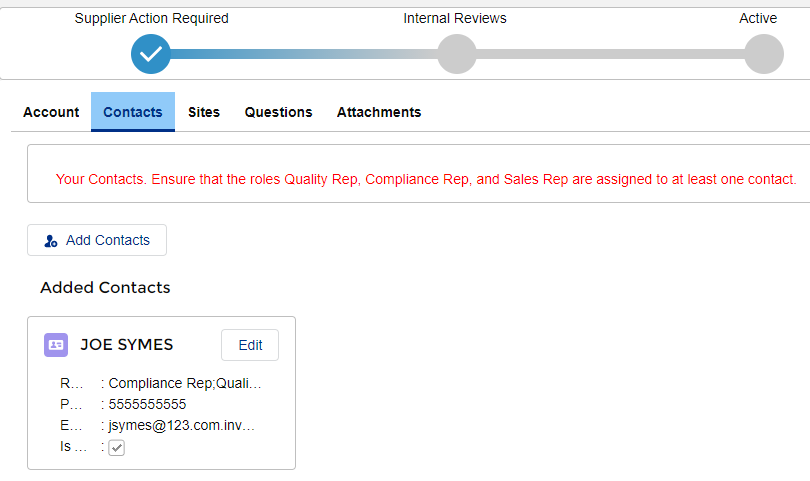 Supplier Action Required Internal Reviews Active
Account Contacts Sites Questions Attachments
Your Contacts. Ensure that the roles Quality Rep, Compliance Rep, and Sales Rep are assigned to at least one contact.
Add Contacts
Added Contacts
JOE SYMES Edit
R... : Compliance Rep;Quali...
P... : 5555555555
E... : jsymes@123.com.inv...
Is ... :